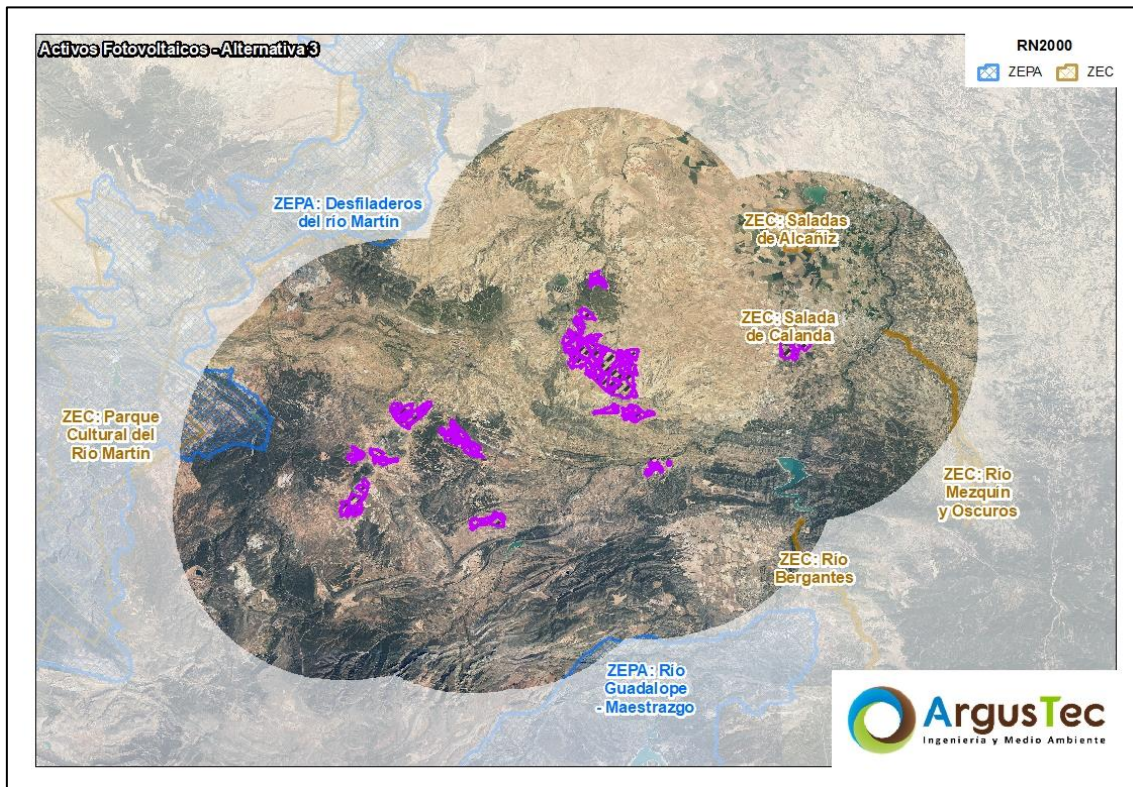 Activos Fotovoltaicos - Alternativa 3
RN2000
ZEPA
ZEC
ZEPA: Desfiladeros
del río Martín
ZEC: Saladas
de Alcañiz
ZEC: Salada
de Calanda
ZEC: Parque
Cultural del
Río Martín
ZEC: Río
Mezquín
y Oscuros
ZEC: Río
Bergantes
ZEPA: Río
Guadalope
- Maestrazgo
ArgusTec
Ingeniería y Medio Ambiente